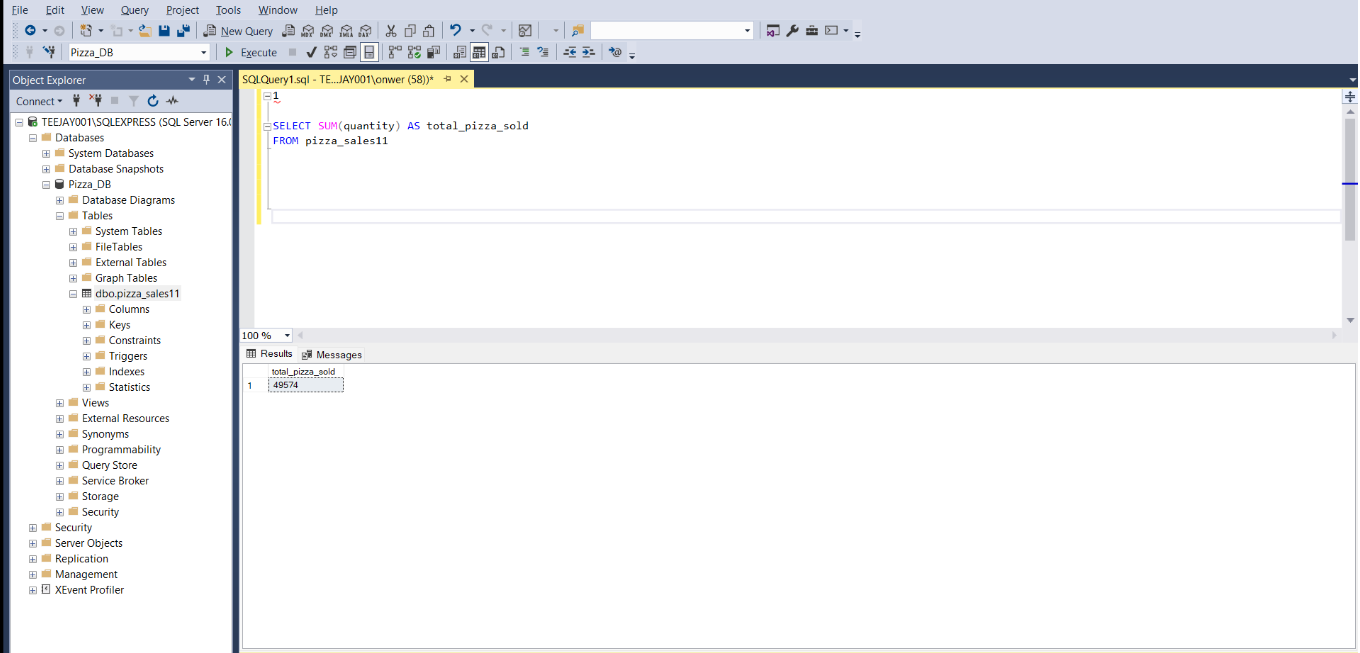 File Edit View Query Project Tools Window Help
New Query MDX DMX XMLA DAX
Pizza_DB Execute
Object Explorer
Connect
TEEJAY001\SQLEXPRESS (SQL Server 16.0
Databases
System Databases
Database Snapshots
Pizza_DB
Database Diagrams
Tables
System Tables
FileTables
External Tables
Graph Tables
dbo.pizza_sales11
Columns
Keys
Constraints
Triggers
Indexes
Statistics
Views
External Resources
Synonyms
Programmability
Query Store
Service Broker
Storage
Security
Security
Server Objects
Replication
Management
XEvent Profiler
SQLQuery1.sql - TE...JAY001\onwer (58))*
1
SELECT SUM(quantity) AS total_pizza_sold
FROM pizza_sales11
100 %
Results Messages
total_pizza_sold
1 49574